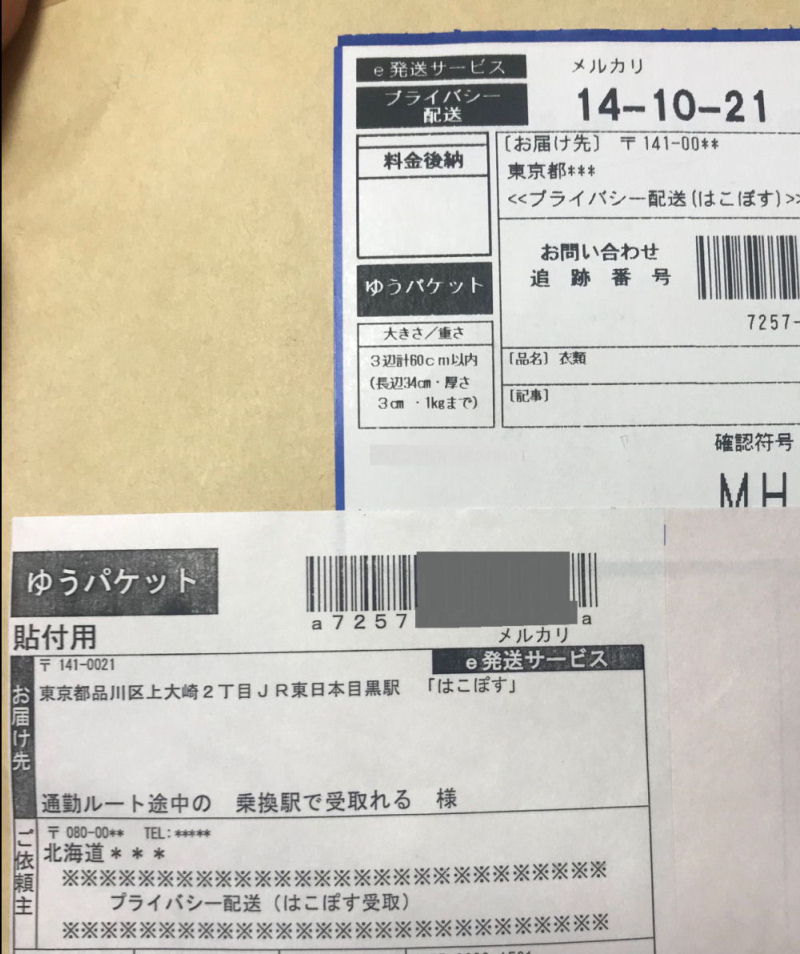 e発送サービス
メルカリ
プライバシー
配送
14-10-21
料金後納
[お届け先] 〒141-00**
東京都***
<<プライバシー配送(はこぽす)>>
お問い合わせ
追跡番号
7257-
ゆうパケット
大きさ/重さ
3辺計60cm以内
(長辺34cm・厚さ
3cm・1kgまで)
[品名] 衣類
[記事]
確認符号
MH
ゆうパケット
a7257
a
貼付用
メルカリ
e発送サービス
お届け先
〒 141-0021
東京都品川区上大崎2丁目JR東日本目黒駅 「はこぽす」
通勤ルート途中の 乗換駅で受取れる 様
ご依頼主
〒 080-00** TEL:*****
北海道***
※※※※※※※※※※※※※※※※※※※※※※※※※※※※※
プライバシー配送(はこぽす受取)
※※※※※※※※※※※※※※※※※※※※※※※※※※※※※